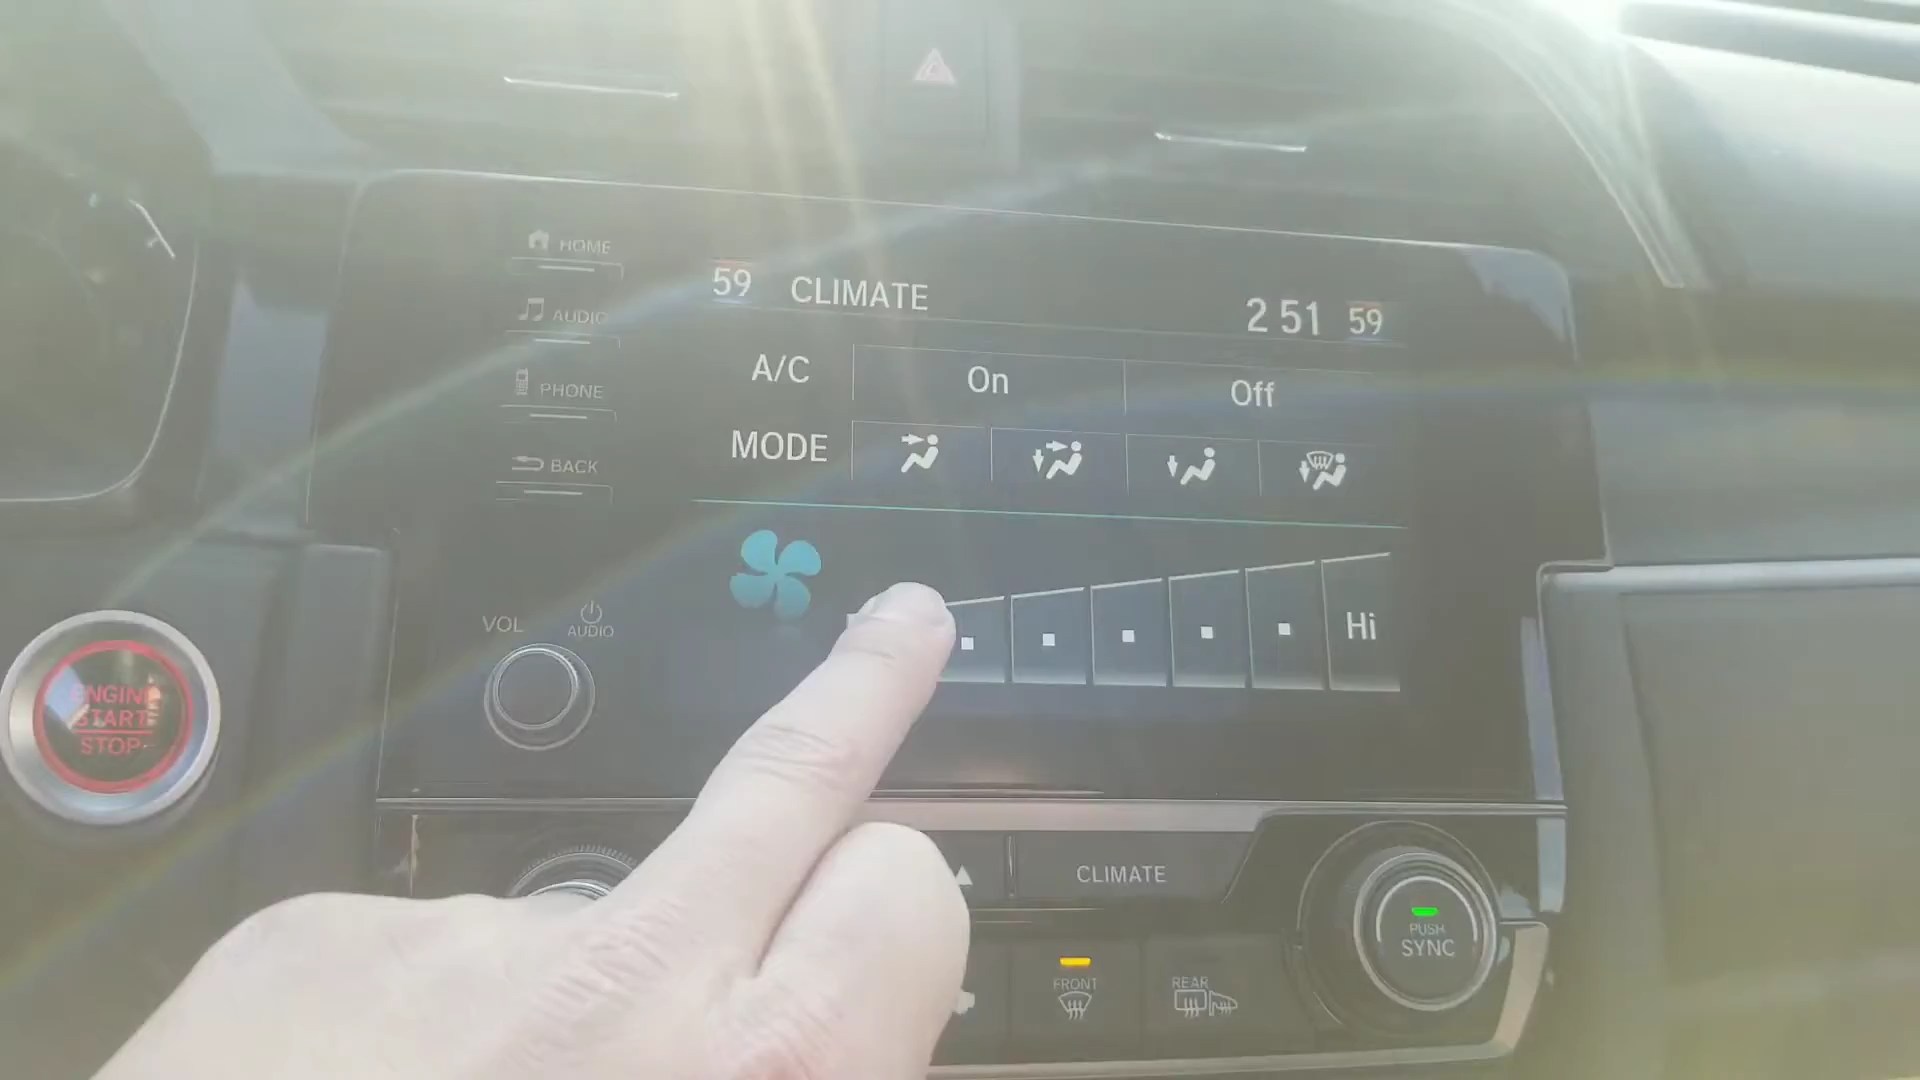 HOME
AUDIO
PHONE
BACK
59 CLIMATE 2 51 59
A/C On Off
MODE
Hi
VOL AUDIO
ENGINE
START
STOP
CLIMATE
PUSH
SYNC
FRONT
REAR